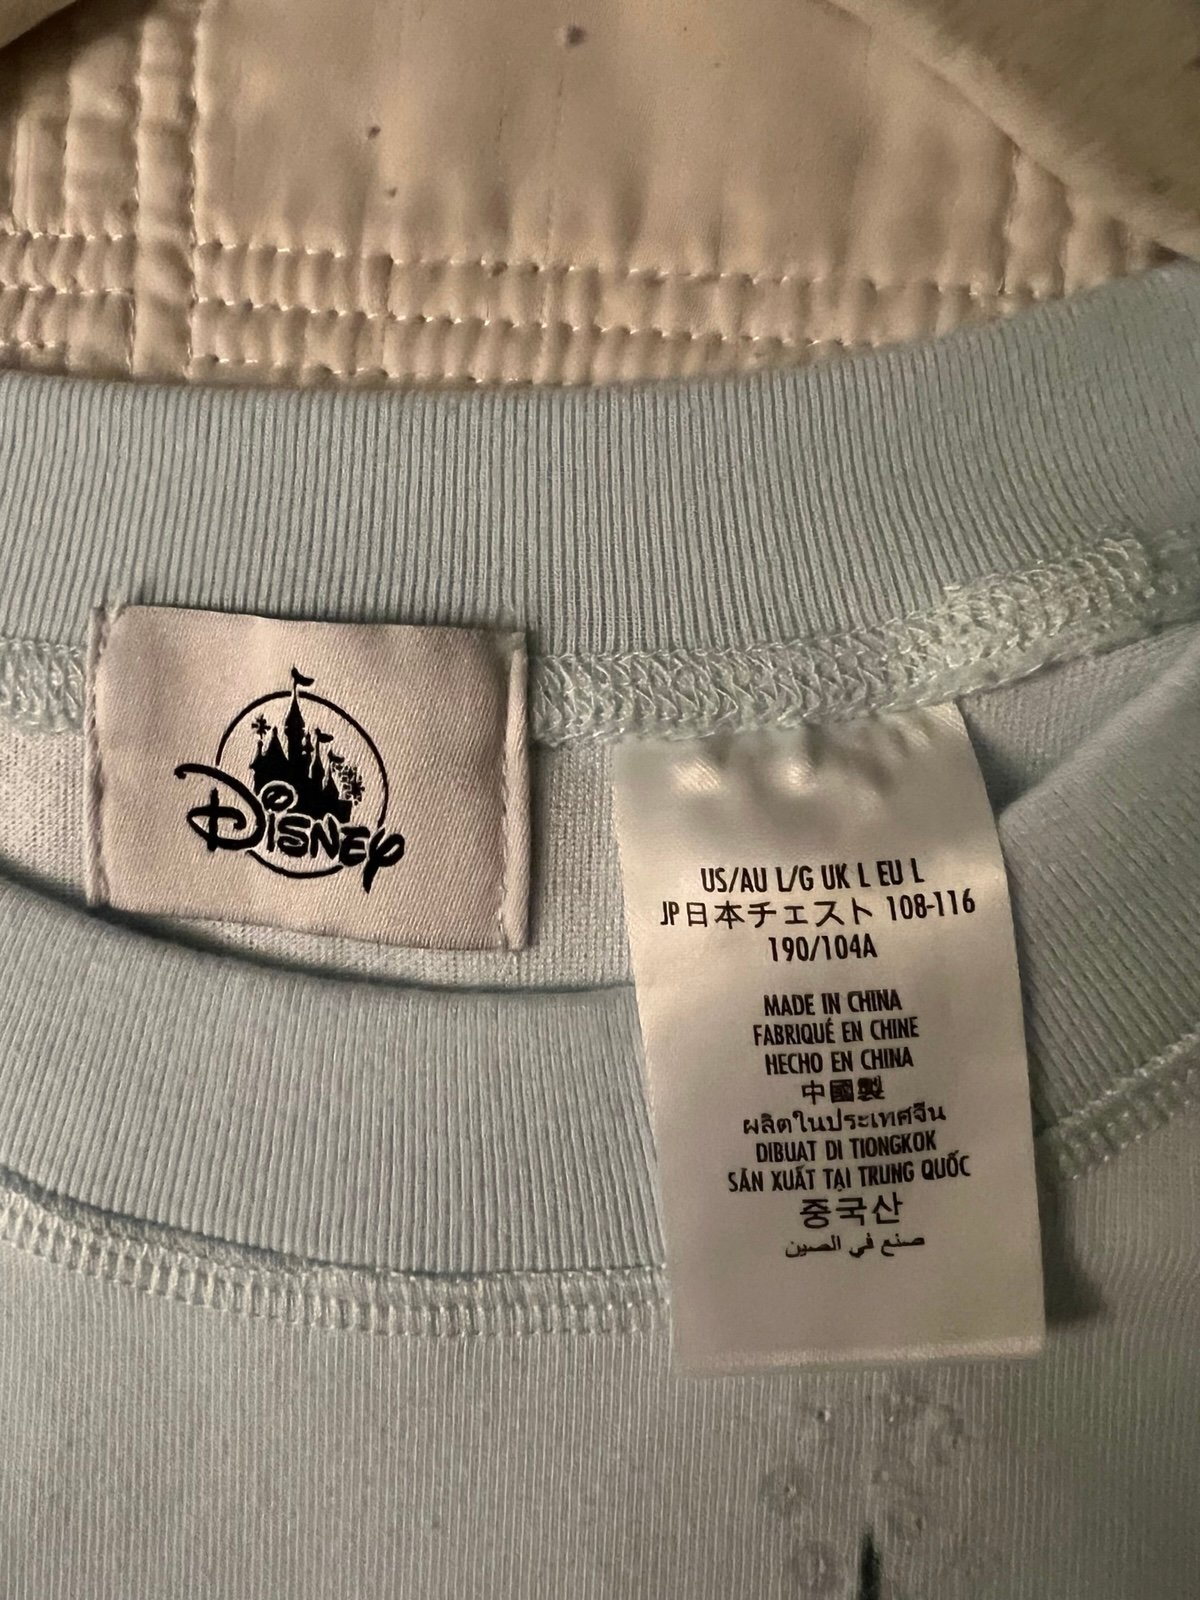 Disney
US/AU L/G UK L EU L
JP日本チェスト 108-116
190/104A
MADE IN CHINA
FABRIQUÉ EN CHINE
HECHO EN CHINA
中國製
ผลิตในประเทศจีน
DIBUAT DI TIONGKOK
SẢN XUẤT TẠI TRUNG QUỐC
중국산
صنع في الصين